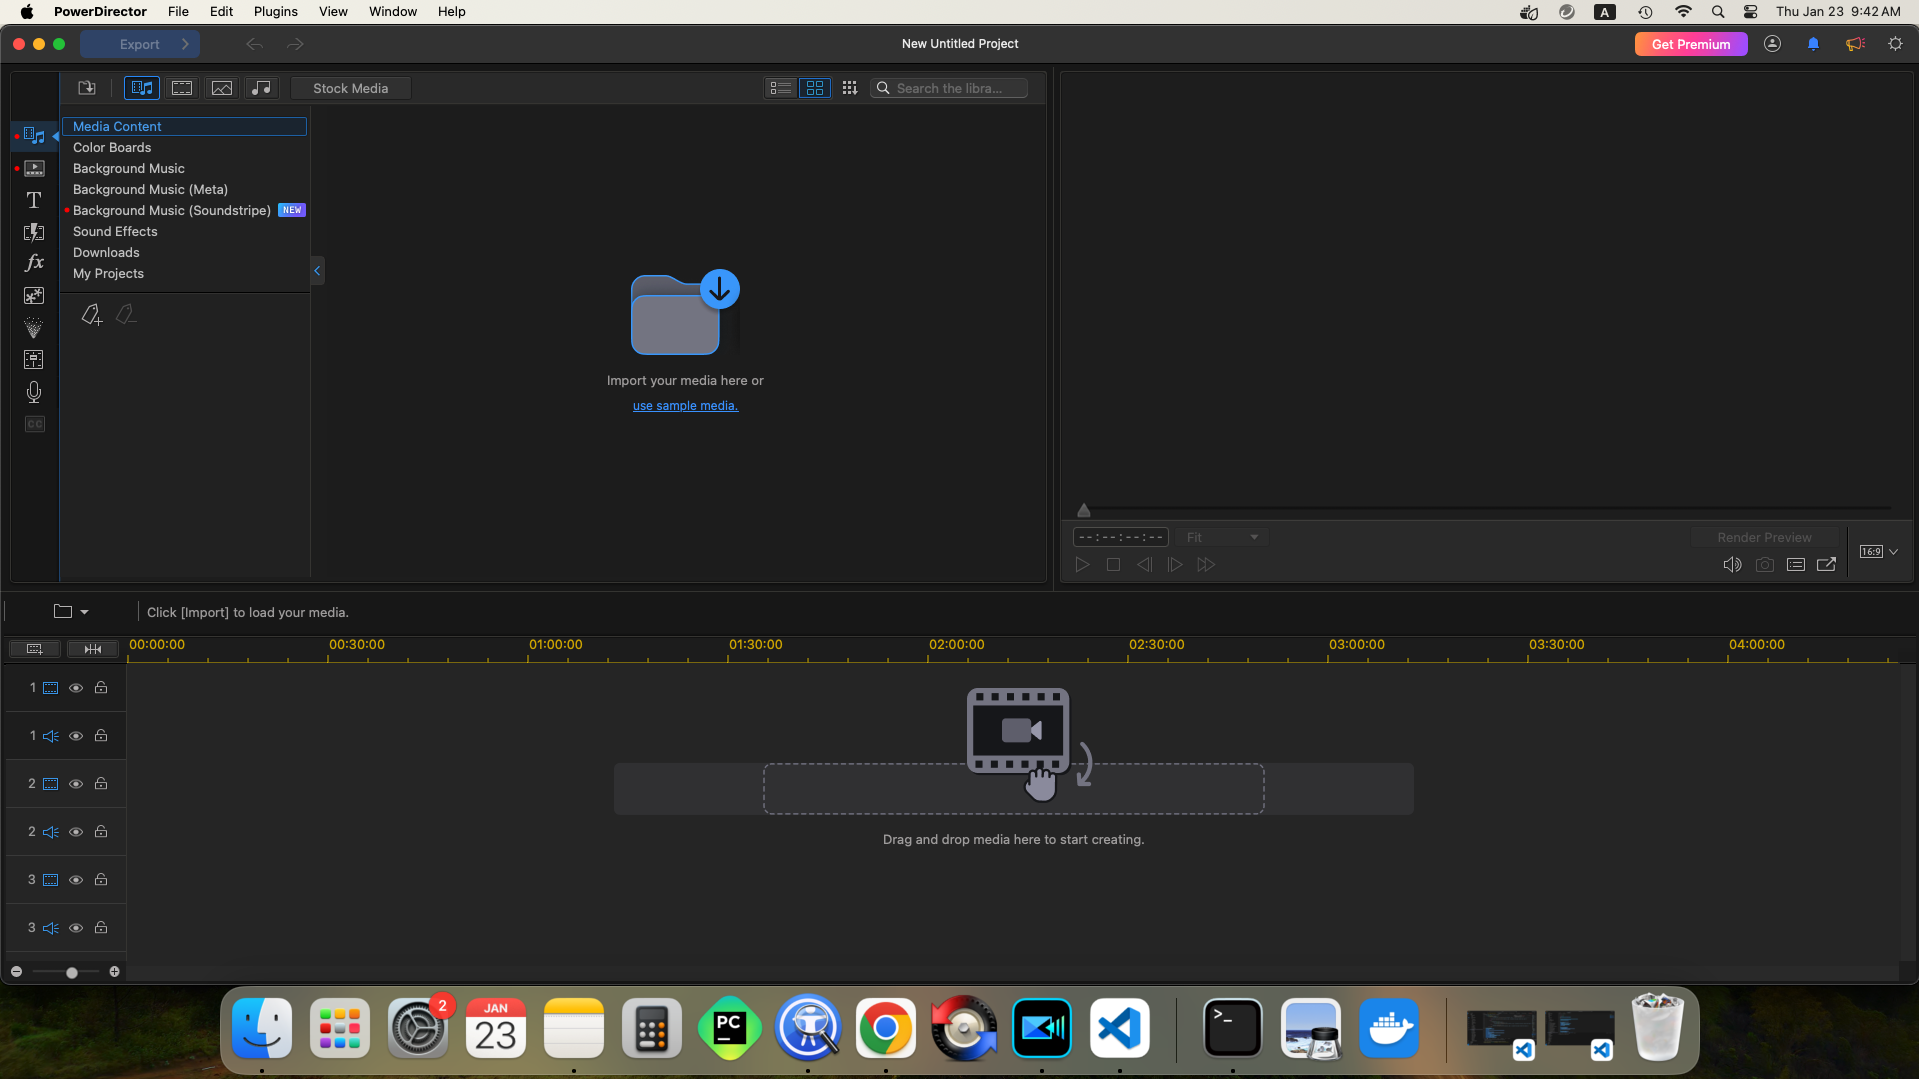 PowerDirector File Edit Plugins View Window Help A Thu Jan 23 9:42 AM
Export New Untitled Project Get Premium
Stock Media Search the libra...
Media Content
Color Boards
Background Music
Background Music (Meta)
Background Music (Soundstripe) NEW
Sound Effects
Downloads
My Projects
T
fx
CC
Import your media here or
use sample media.
--:--:--:-- Fit Render Preview
16:9
Click [Import] to load your media.
00:00:00 00:30:00 01:00:00 01:30:00 02:00:00 02:30:00 03:00:00 03:30:00 04:00:00
1
1
2
2
3
3
Drag and drop media here to start creating.
2
JAN
23
PC
>_